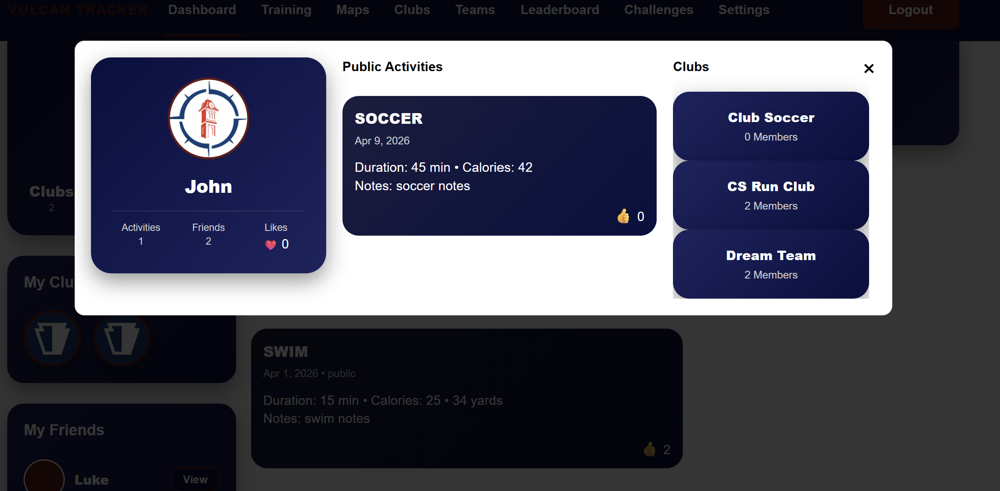 VULCAN TRACKER Dashboard Training Maps Clubs Teams Leaderboard Challenges Settings Logout
John
Activities Friends Likes
1 2 0
Public Activities
SOCCER
Apr 9, 2026
Duration: 45 min • Calories: 42
Notes: soccer notes
👍 0
Clubs
×
Club Soccer
0 Members
CS Run Club
2 Members
Dream Team
2 Members
Clubs
2
My Clu
My Friends
Luke View
SWIM
Apr 1, 2026 • public
Duration: 15 min • Calories: 25 • 34 yards
Notes: swim notes
👍 2